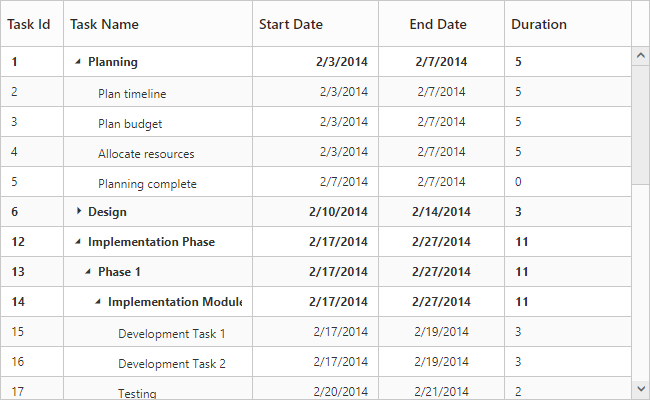 Task Id Task Name Start Date End Date Duration
1 Planning 2/3/2014 2/7/2014 5
2 Plan timeline 2/3/2014 2/7/2014 5
3 Plan budget 2/3/2014 2/7/2014 5
4 Allocate resources 2/3/2014 2/7/2014 5
5 Planning complete 2/7/2014 2/7/2014 0
6 Design 2/10/2014 2/14/2014 3
12 Implementation Phase 2/17/2014 2/27/2014 11
13 Phase 1 2/17/2014 2/27/2014 11
14 Implementation Module 2/17/2014 2/27/2014 11
15 Development Task 1 2/17/2014 2/19/2014 3
16 Development Task 2 2/17/2014 2/19/2014 3
17 Testing 2/20/2014 2/21/2014 2